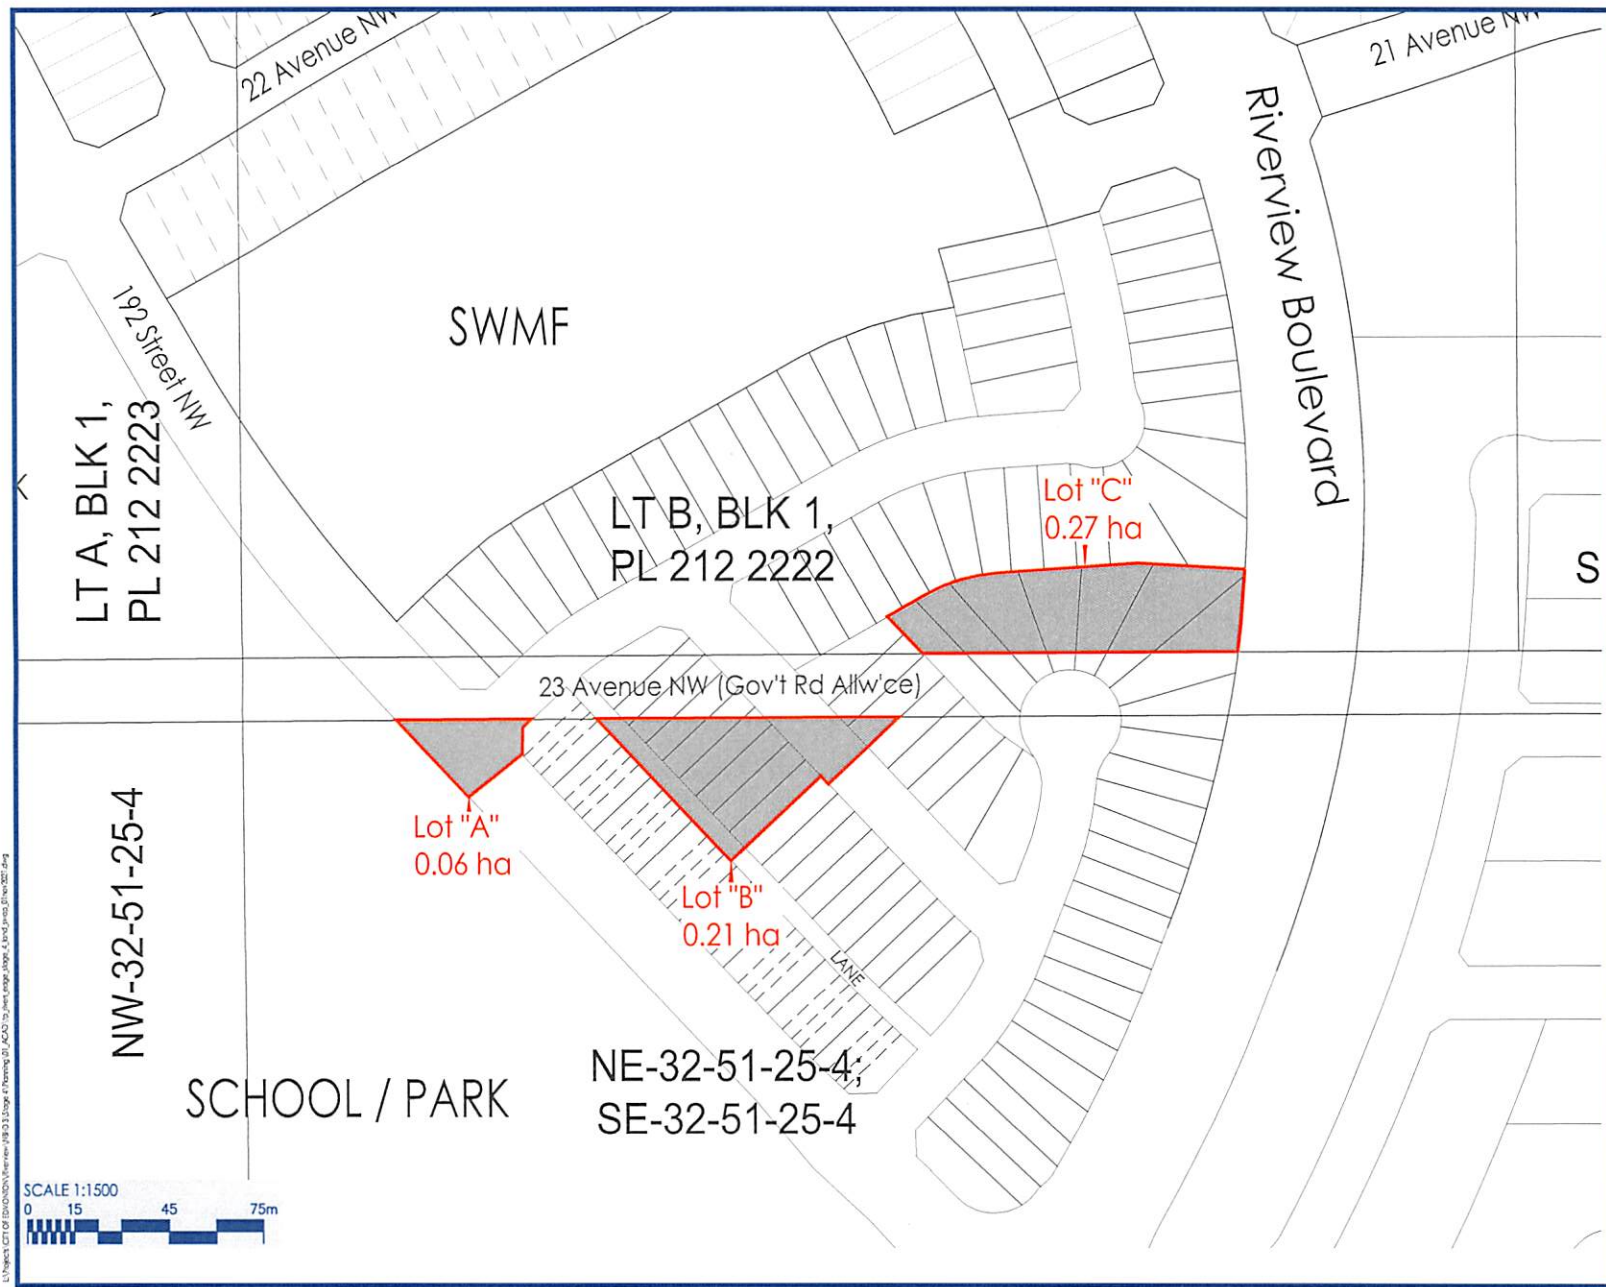 22 Avenue NW
21 Avenue NW
Riverview Boulevard
192 Street NW
SWMF
LT A, BLK 1,
PL 212 2223
LT B, BLK 1,
PL 212 2222
Lot "C"
0.27 ha
S
23 Avenue NW (Gov't Rd Allw'ce)
Lot "A"
0.06 ha
Lot "B"
0.21 ha
LANE
NW-32-51-25-4
NE-32-51-25-4;
SE-32-51-25-4
SCHOOL / PARK
SCALE 1:1500
0 15 45 75m